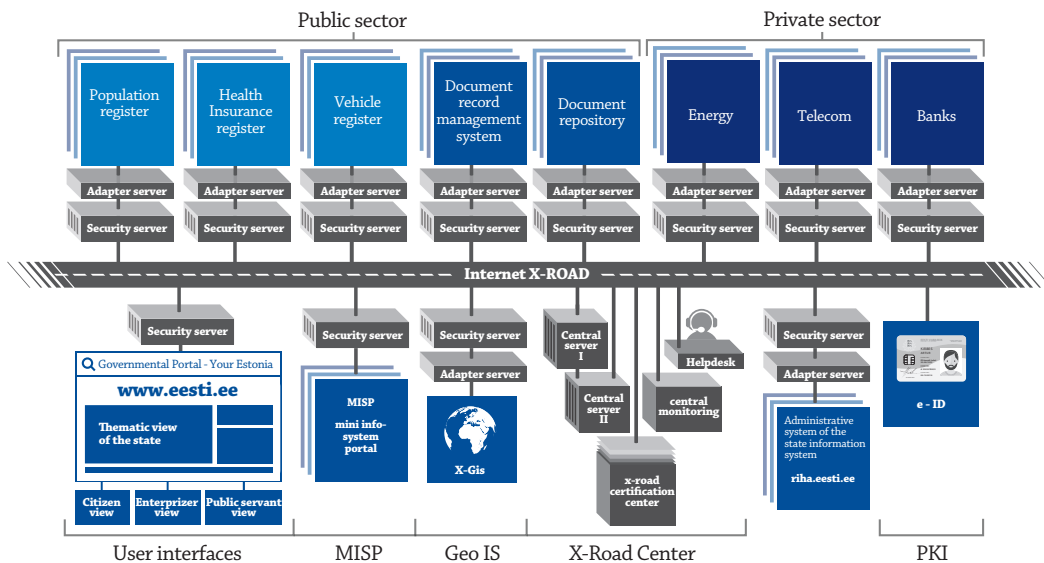 Public sector
Private sector
Population
register
Health
Insurance
register
Vehicle
register
Document
record
management
system
Document
repository
Energy
Telecom
Banks
Adapter server
Adapter server
Adapter server
Adapter server
Adapter server
Adapter server
Adapter server
Adapter server
Security server
Security server
Security server
Security server
Security server
Security server
Security server
Security server
Internet X-ROAD
Security server
Governmental Portal - Your Estonia
www.eesti.ee
Thematic view
of the state
Citizen
view
Enterprizer
view
Public servant
view
Security server
MISP
mini info-
system
portal
Security server
Adapter server
X-Gis
Central
server
I
Central
server
II
x-road
certification
center
central
monitoring
Helpdesk
Security server
Adapter server
Administrative
system of the
state information
system
riha.eesti.ee
e - ID
User interfaces
MISP
Geo IS
X-Road Center
PKI